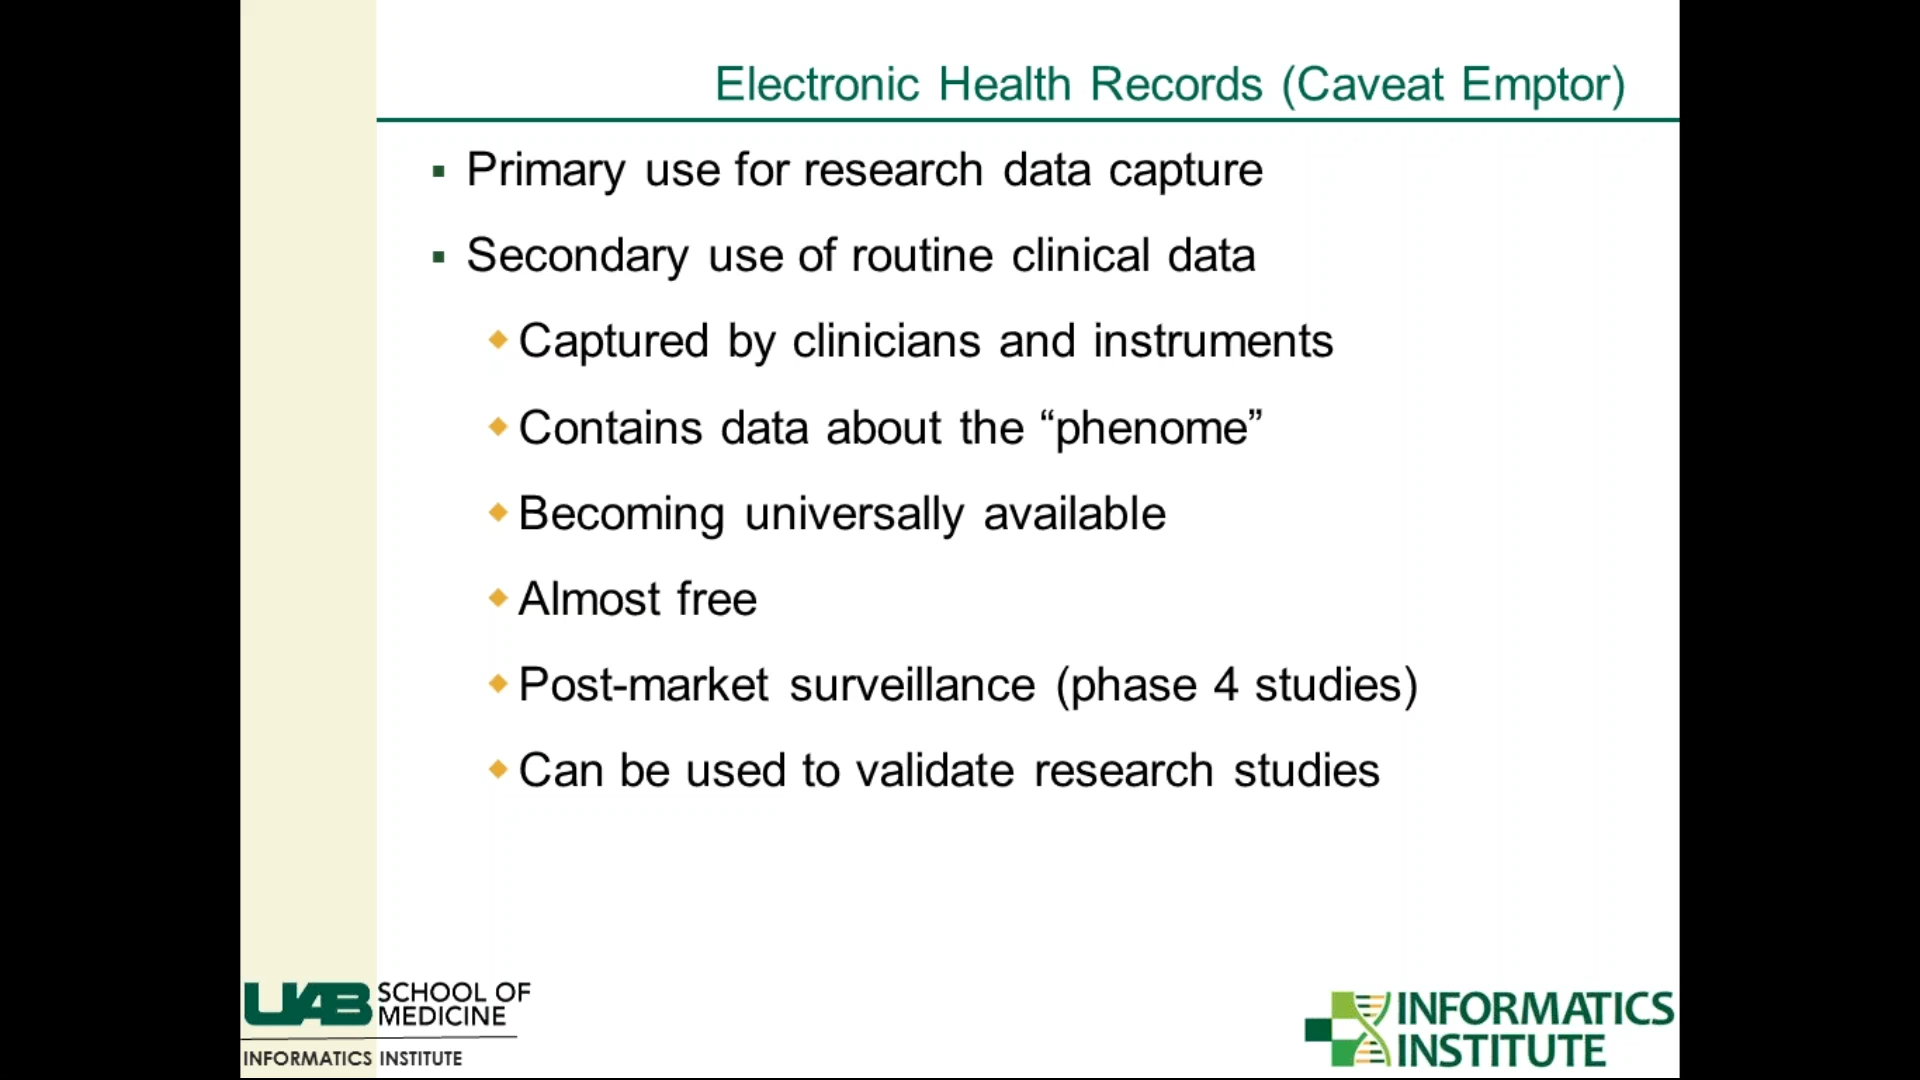 Electronic Health Records (Caveat Emptor)
Primary use for research data capture
Secondary use of routine clinical data
Captured by clinicians and instruments
Contains data about the “phenome”
Becoming universally available
Almost free
Post-market surveillance (phase 4 studies)
Can be used to validate research studies
UAB SCHOOL OF
MEDICINE
INFORMATICS INSTITUTE
INFORMATICS
INSTITUTE